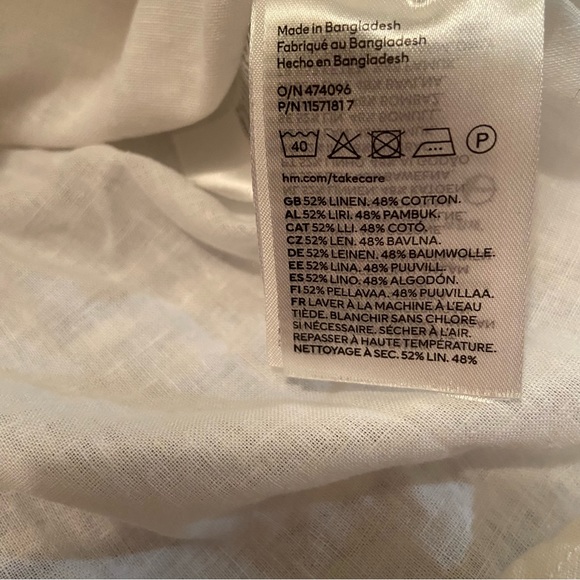 Made in Bangladesh
Fabriqué au Bangladesh
Hecho en Bangladesh
O/N 474096
P/N 1157181 7
40 P
hm.com/takecare
GB 52% LINEN. 48% COTTON.
AL 52% LIRI. 48% PAMBUK.
CAT 52% LLI. 48% COTÓ.
CZ 52% LEN. 48% BAVLNA.
DE 52% LEINEN. 48% BAUMWOLLE.
EE 52% LINA. 48% PUUVILL.
ES 52% LINO. 48% ALGODÓN.
FI 52% PELLAVAA. 48% PUUVILLAA.
FR LAVER À LA MACHINE À L'EAU
TIÈDE. BLANCHIR SANS CHLORE
SI NÉCESSAIRE. SÉCHER À L'AIR.
REPASSER À HAUTE TEMPÉRATURE.
NETTOYAGE À SEC. 52% LIN. 48%